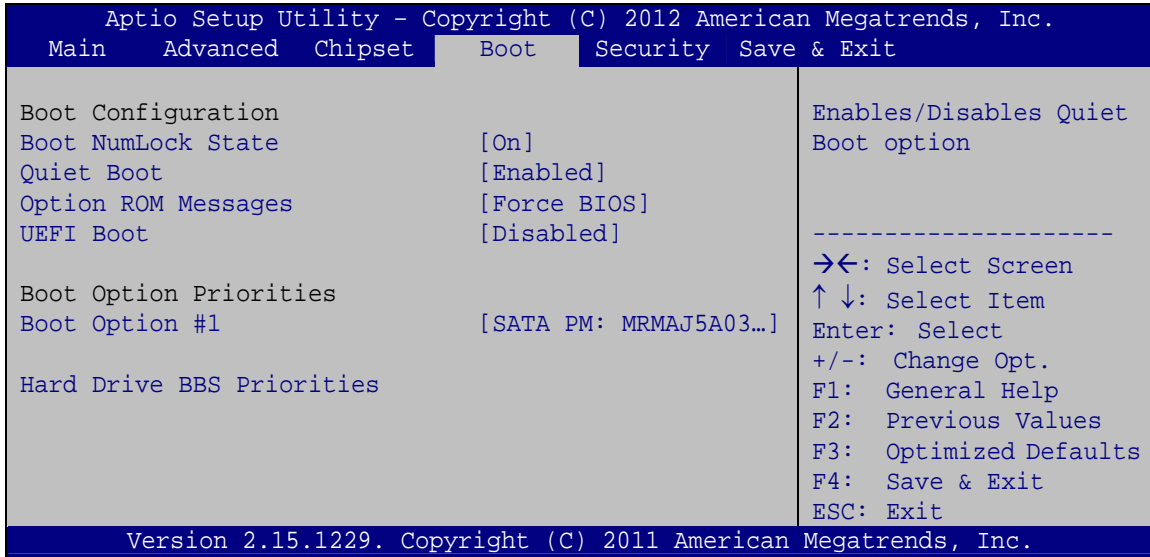 Aptio Setup Utility – Copyright (C) 2012 American Megatrends, Inc.
Main Advanced Chipset Boot Security Save & Exit
Boot Configuration
Boot NumLock State [On]
Quiet Boot [Enabled]
Option ROM Messages [Force BIOS]
UEFI Boot [Disabled]
Boot Option Priorities
Boot Option #1 [SATA PM: MRMAJ5A03…]
Hard Drive BBS Priorities
Enables/Disables Quiet
Boot option
---------------------
→←: Select Screen
↑ ↓: Select Item
Enter: Select
+/-: Change Opt.
F1: General Help
F2: Previous Values
F3: Optimized Defaults
F4: Save & Exit
ESC: Exit
Version 2.15.1229. Copyright (C) 2011 American Megatrends, Inc.